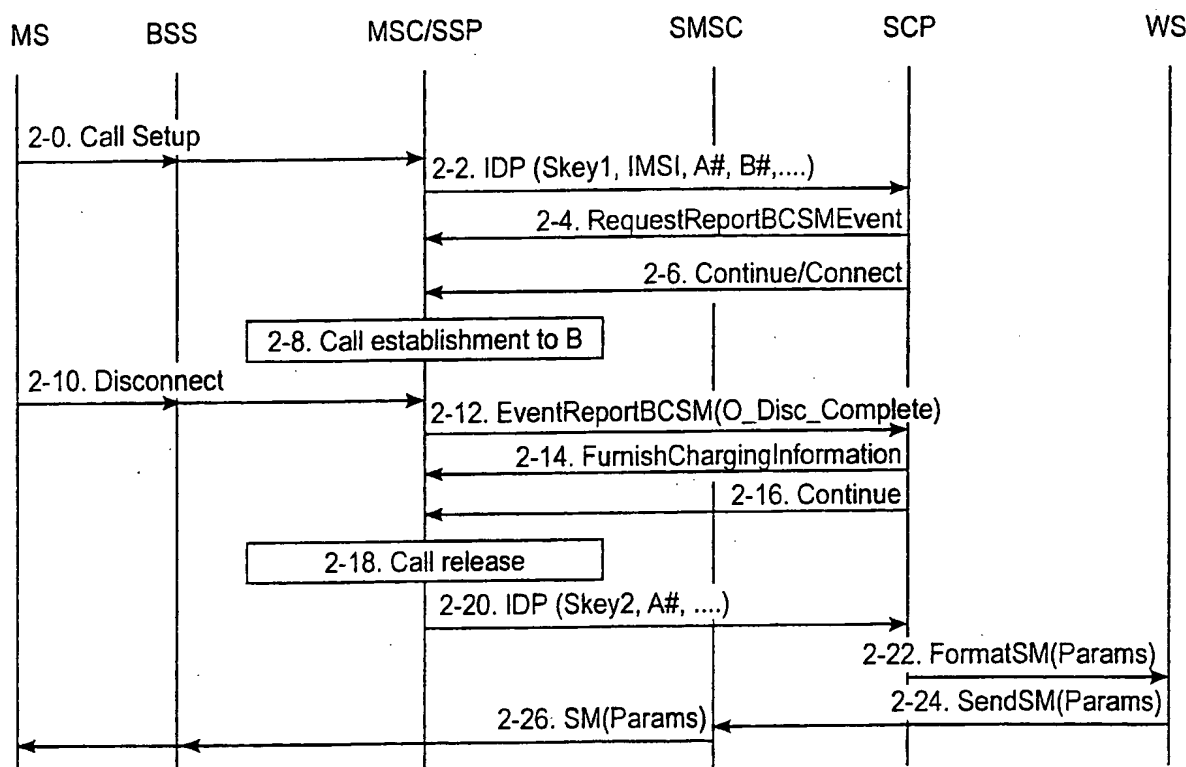 MS BSS MSC/SSP SMSC SCP WS
2-0. Call Setup
2-2. IDP (Skey1, IMSI, A#, B#,....)
2-4. RequestReportBCSMEvent
2-6. Continue/Connect
2-8. Call establishment to B
2-10. Disconnect
2-12. EventReportBCSM(O_Disc_Complete)
2-14. FurnishChargingInformation
2-16. Continue
2-18. Call release
2-20. IDP (Skey2, A#, ....)
2-22. FormatSM(Params)
2-24. SendSM(Params)
2-26. SM(Params)